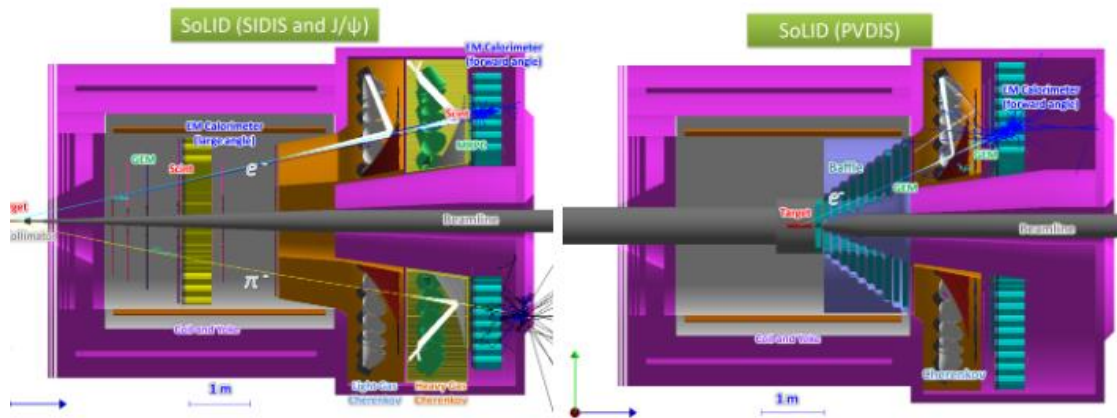 SoLID (SIDIS and J/ψ)
EM Calorimeter
(forward angle)
Scint
MRPC
EM Calorimeter
(large angle)
GEM
Scint
e⁻
Beamline
π⁻
Coil and Yoke
1 m
Light Gas
Cherenkov
Heavy Gas
Cherenkov
SoLID (PVDIS)
EM Calorimeter
(forward angle)
GEM
Baffle
GEM
e⁻
Target
Beamline
Coil and Yoke
Cherenkov
1 m